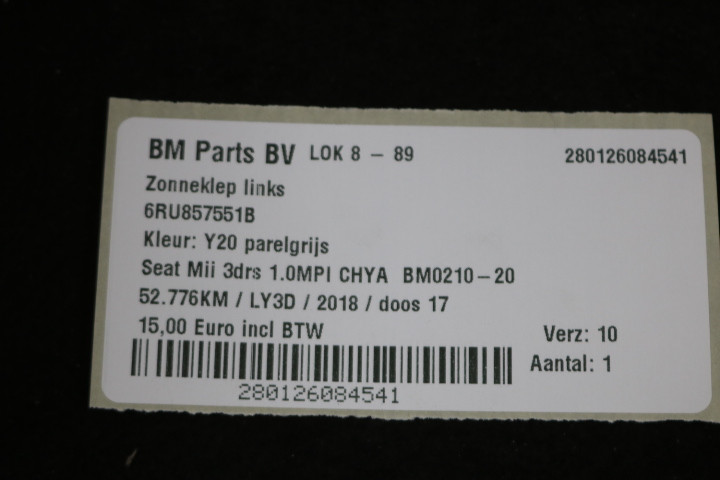 BM Parts BV LOK 8 - 89 280126084541
Zonneklep links
6RU857551B
Kleur: Y20 parelgrijs
Seat Mii 3drs 1.0MPI CHYA BM0210-20
52.776KM / LY3D / 2018 / doos 17
15,00 Euro incl BTW Verz: 10
Aantal: 1
280126084541